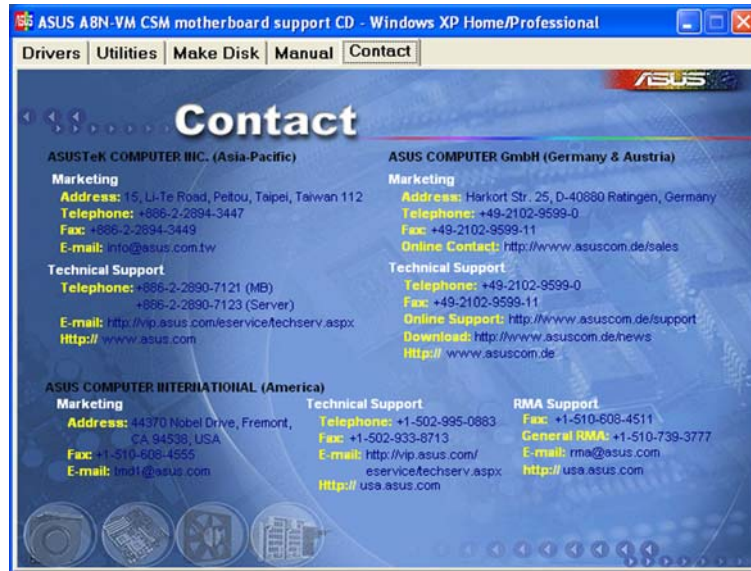 ASUS A8N-VM CSM motherboard support CD - Windows XP Home/Professional
Drivers Utilities Make Disk Manual Contact
ASUS
Contact
ASUSTeK COMPUTER INC. (Asia-Pacific)
Marketing
Address: 15, Li-Te Road, Peitou, Taipei, Taiwan 112
Telephone: +886-2-2894-3447
Fax: +886-2-2894-3449
E-mail: info@asus.com.tw
Technical Support
Telephone: +886-2-2890-7121 (MB)
+886-2-2890-7123 (Server)
E-mail: http://vip.asus.com/eservice/techserv.aspx
Http:// www.asus.com
ASUS COMPUTER GmbH (Germany & Austria)
Marketing
Address: Harkort Str. 25, D-40880 Ratingen, Germany
Telephone: +49-2102-9599-0
Fax: +49-2102-9599-11
Online Contact: http://www.asuscom.de/sales
Technical Support
Telephone: +49-2102-9599-0
Fax: +49-2102-9599-11
Online Support: http://www.asuscom.de/support
Download: http://www.asuscom.de/news
Http:// www.asuscom.de
ASUS COMPUTER INTERNATIONAL (America)
Marketing
Address: 44370 Nobel Drive, Fremont,
CA 94538, USA
Fax: +1-510-608-4555
E-mail: tmd1@asus.com
Technical Support
Telephone: +1-502-995-0883
Fax: +1-502-933-8713
E-mail: http://vip.asus.com/
eservice/techserv.aspx
Http:// usa.asus.com
RMA Support
Fax: +1-510-608-4511
General RMA: +1-510-739-3777
E-mail: rma@asus.com
http:// usa.asus.com